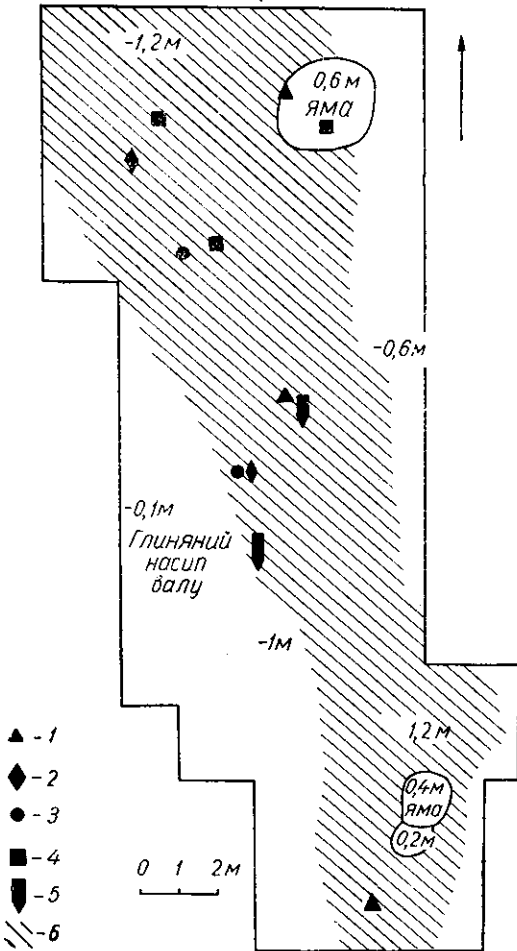 -1,2м
0,6м
яма
-0,6м
-0,1м
Глиняний
насип
валу
-1м
1,2м
0,4м
яма
0,2м
-1
-2
-3
-4
-5
-6
0 1 2м